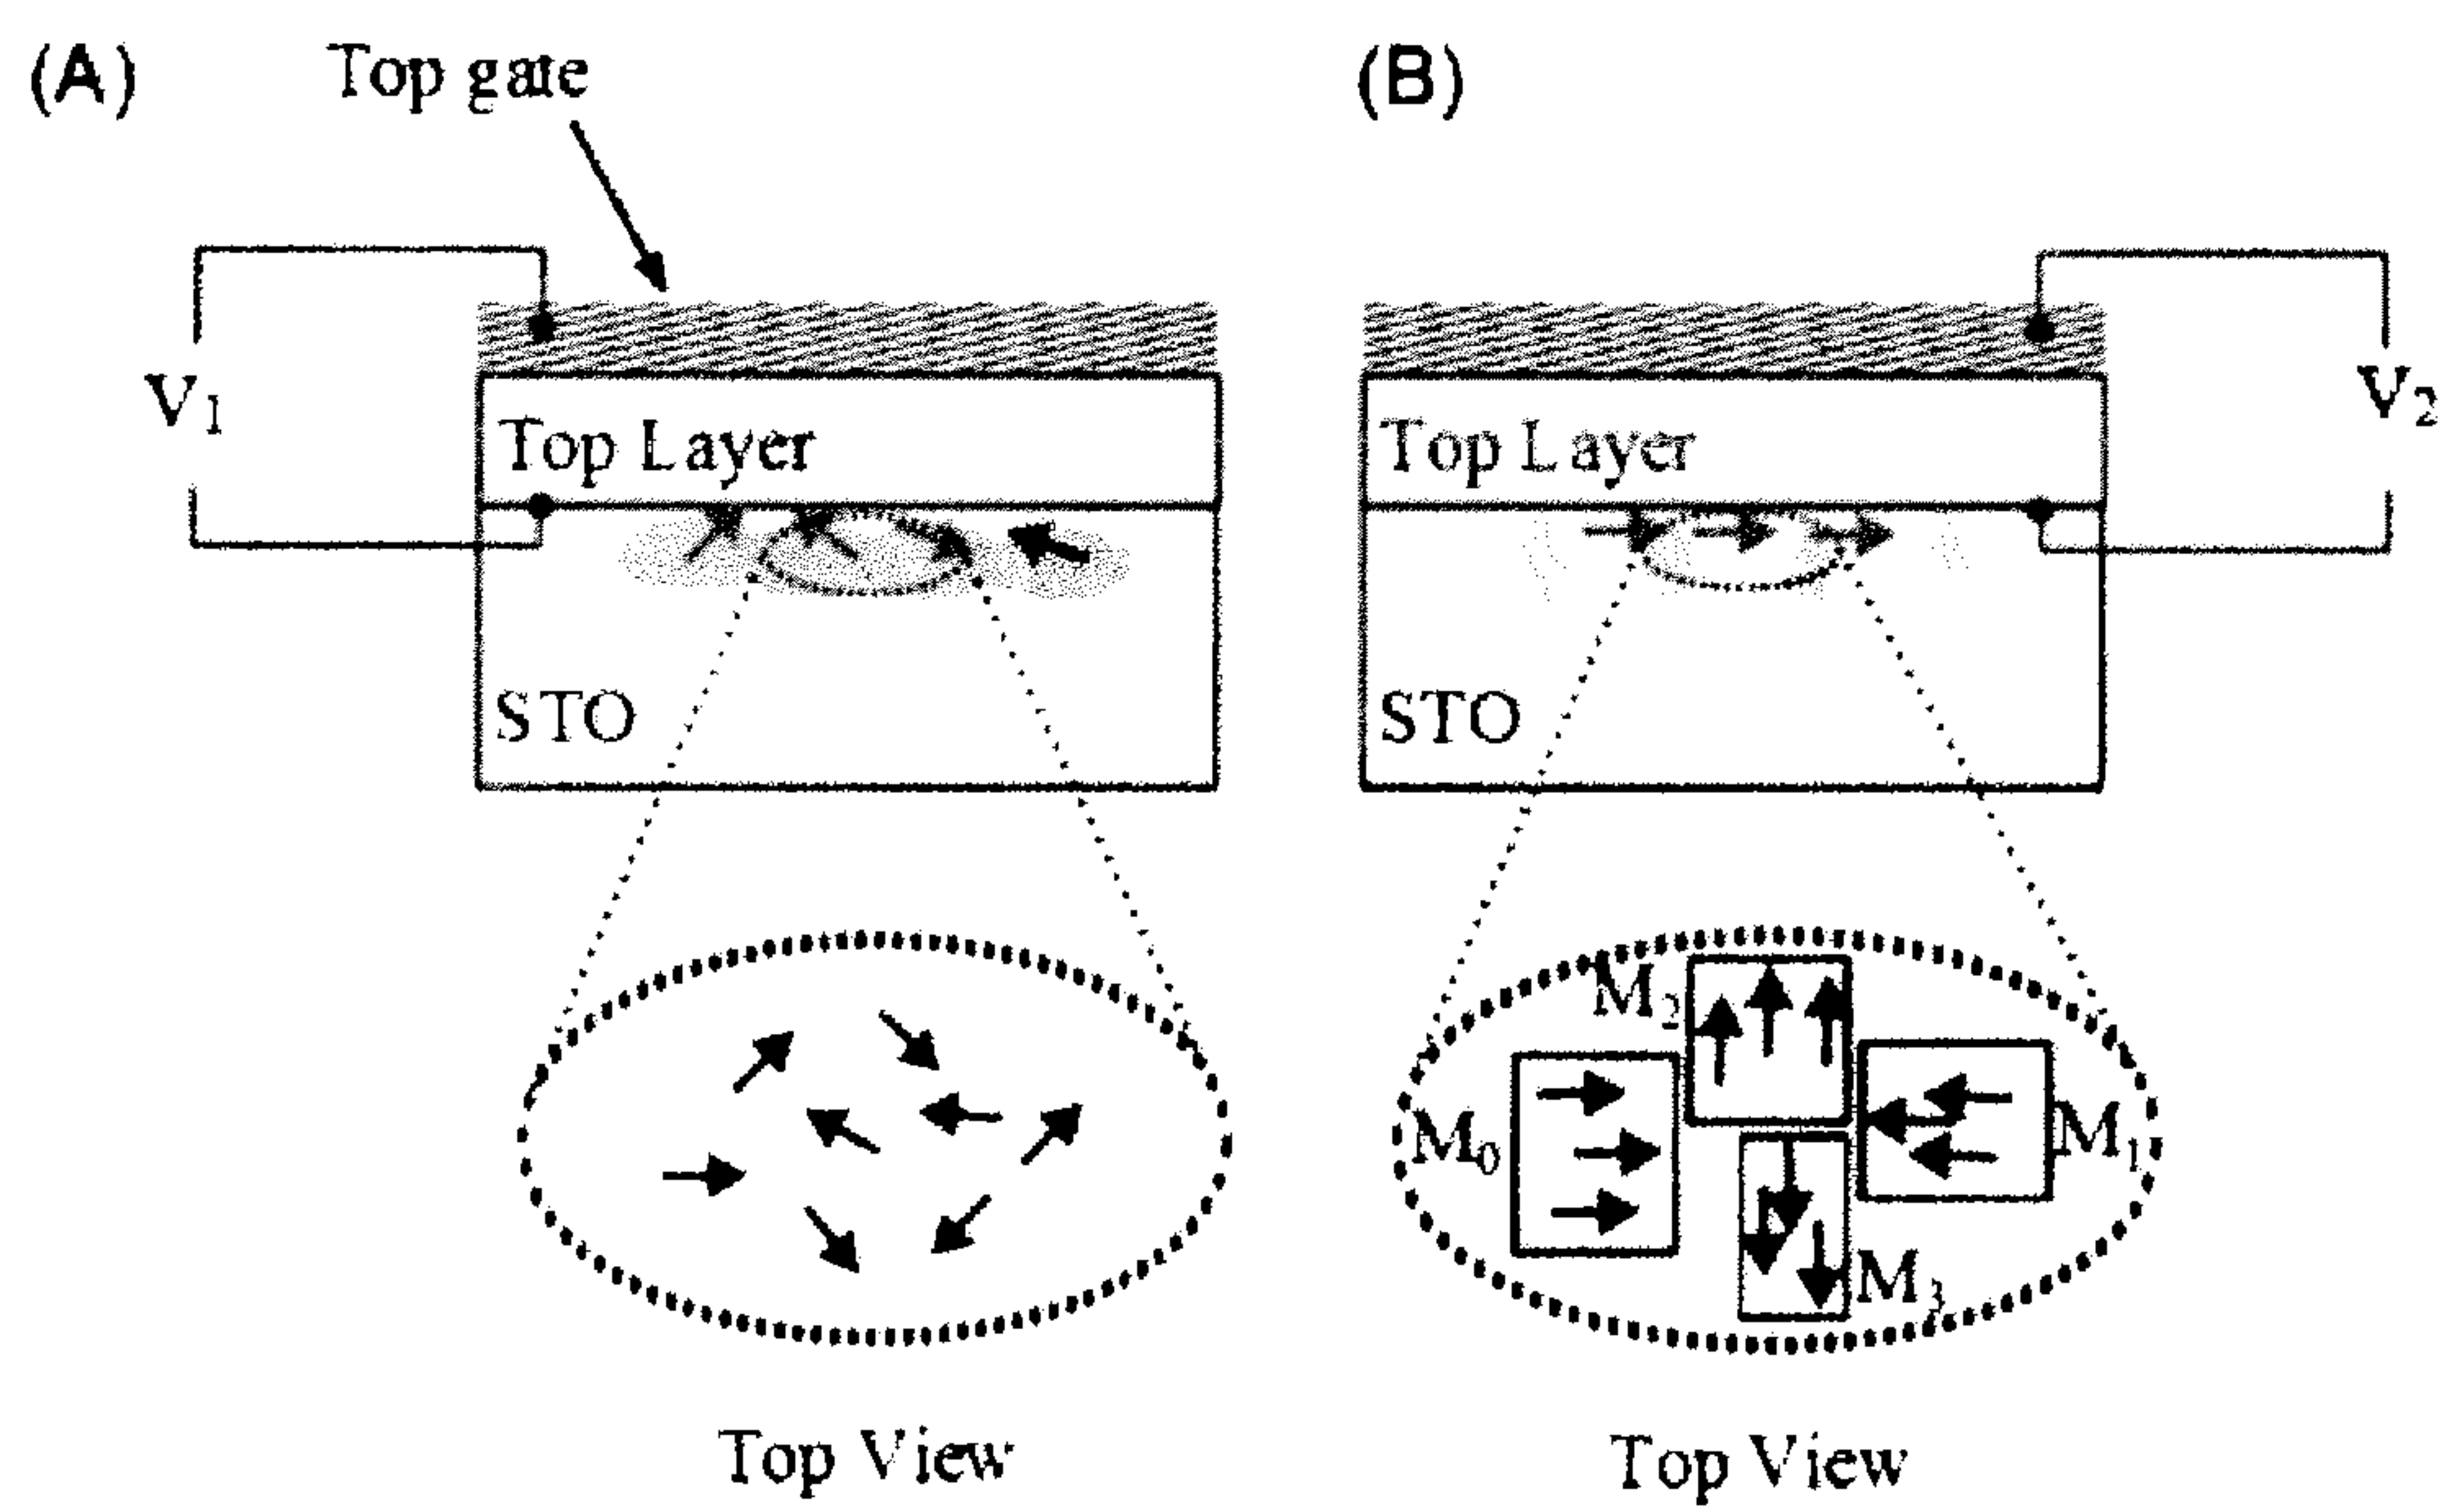 (A)
Top gate
V1
Top Layer
STO
Top View
(B)
V2
Top Layer
STO
M2
M0
M1
M3
Top View